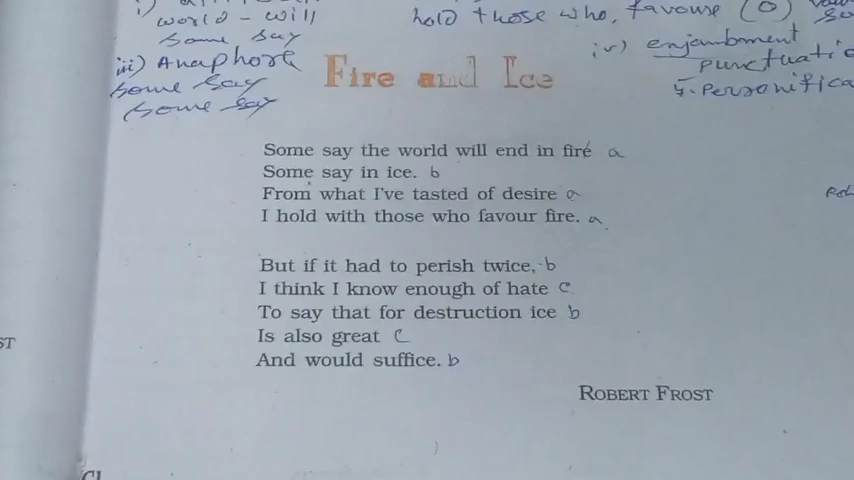 i)
world - will
some say
iii) Anaphora
some say
some say
hold those who, favour (o)
iv) enjambment
punctuatio
5. Personifica
Fire and Ice
Some say the world will end in fire a
Some say in ice. b
From what I've tasted of desire a
I hold with those who favour fire. a
But if it had to perish twice, b
I think I know enough of hate c
To say that for destruction ice b
Is also great c
And would suffice. b
ROBERT FROST
ST